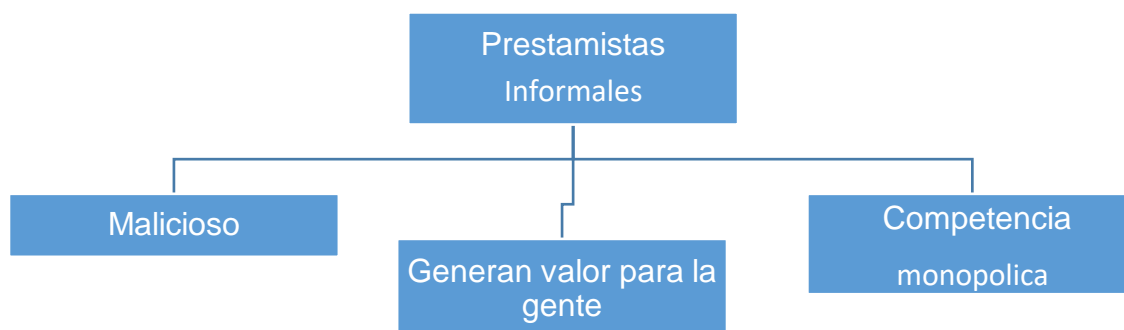 Prestamistas
Informales
Malicioso
Generan valor para la
gente
Competencia
monopolica